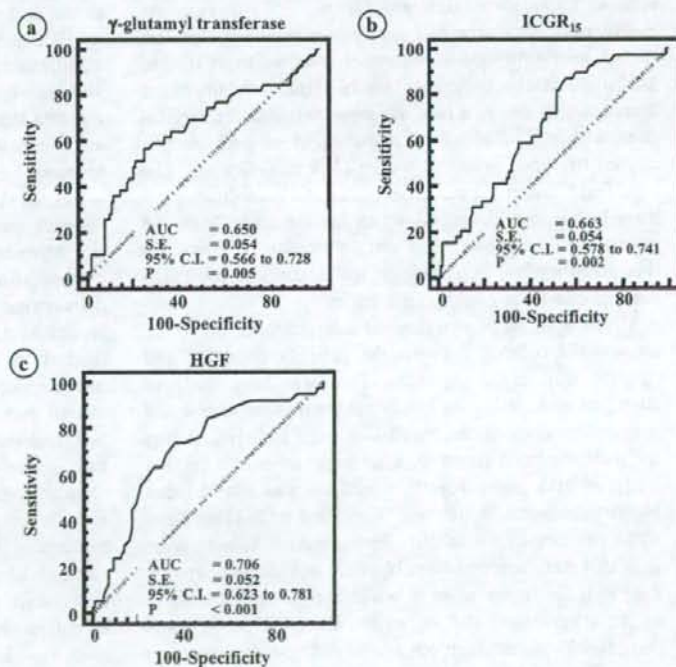 a
γ-glutamyl transferase
100
80
60
40
20
0
Sensitivity
AUC = 0.650
S.E. = 0.054
95% C.I. = 0.566 to 0.728
P = 0.005
0 40 80
100-Specificity
b
ICGR15
100
80
60
40
20
0
Sensitivity
AUC = 0.663
S.E. = 0.054
95% C.I. = 0.578 to 0.741
P = 0.002
0 40 80
100-Specificity
c
HGF
100
80
60
40
20
0
Sensitivity
AUC = 0.706
S.E. = 0.052
95% C.I. = 0.623 to 0.781
P < 0.001
0 40 80
100-Specificity